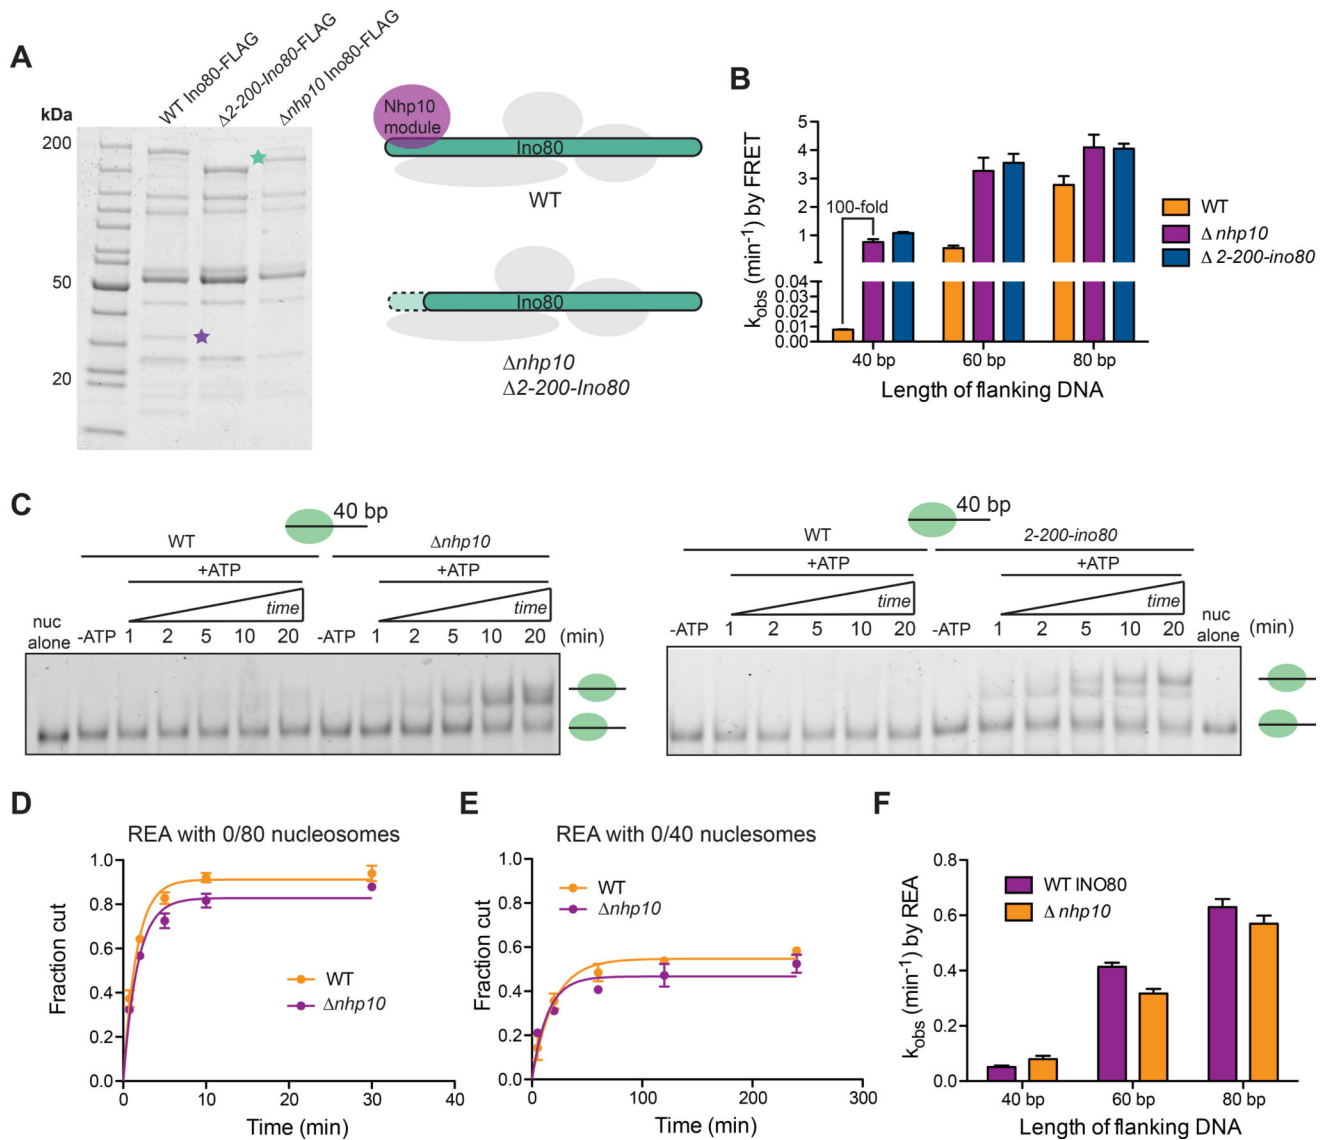 A
kDa
WT Ino80-FLAG
Δ2-200-Ino80-FLAG
Δnhp10 Ino80-FLAG
200
50
20
Nhp10
module
Ino80
WT
Ino80
Δnhp10
Δ2-200-Ino80
B
kobs (min-1) by FRET
5
4
3
2
1
0.04
0.03
0.02
0.01
0.00
100-fold
40 bp
60 bp
80 bp
Length of flanking DNA
WT
Δ nhp10
Δ 2-200-ino80
C
40 bp
WT
Δnhp10
+ATP
+ATP
time
time
nuc
alone
-ATP 1 2 5 10 20 -ATP 1 2 5 10 20 (min)
40 bp
WT
2-200-ino80
+ATP
+ATP
time
time
nuc
alone
-ATP 1 2 5 10 20 -ATP 1 2 5 10 20 (min)
D
REA with 0/80 nucleosomes
Fraction cut
1.0
0.8
0.6
0.4
0.2
0.0
WT
Δnhp10
0 10 20 30 40
Time (min)
E
REA with 0/40 nuclesomes
Fraction cut
1.0
0.8
0.6
0.4
0.2
0.0
WT
Δnhp10
0 100 200 300
Time (min)
F
kobs (min-1) by REA
0.8
0.6
0.4
0.2
0.0
WT INO80
Δ nhp10
40 bp
60 bp
80 bp
Length of flanking DNA